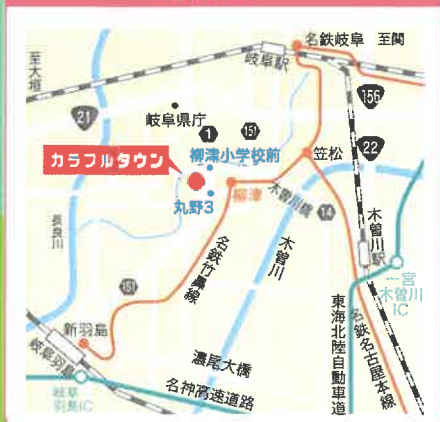 名鉄岐阜 至関
至大垣
岐阜駅
156
21
岐阜県庁
1
151
22
柳津小学校前
笠松
カラフルタウン
丸野3
柳津
木曽川橋
14
長良川
木曽川
木曽川駅
名鉄竹鼻線
151
一宮
木曽川
IC
新羽島
岐阜羽島
岐阜
羽島IC
濃尾大橋
名神高速道路
東海北陸自動車道
名鉄名古屋本線